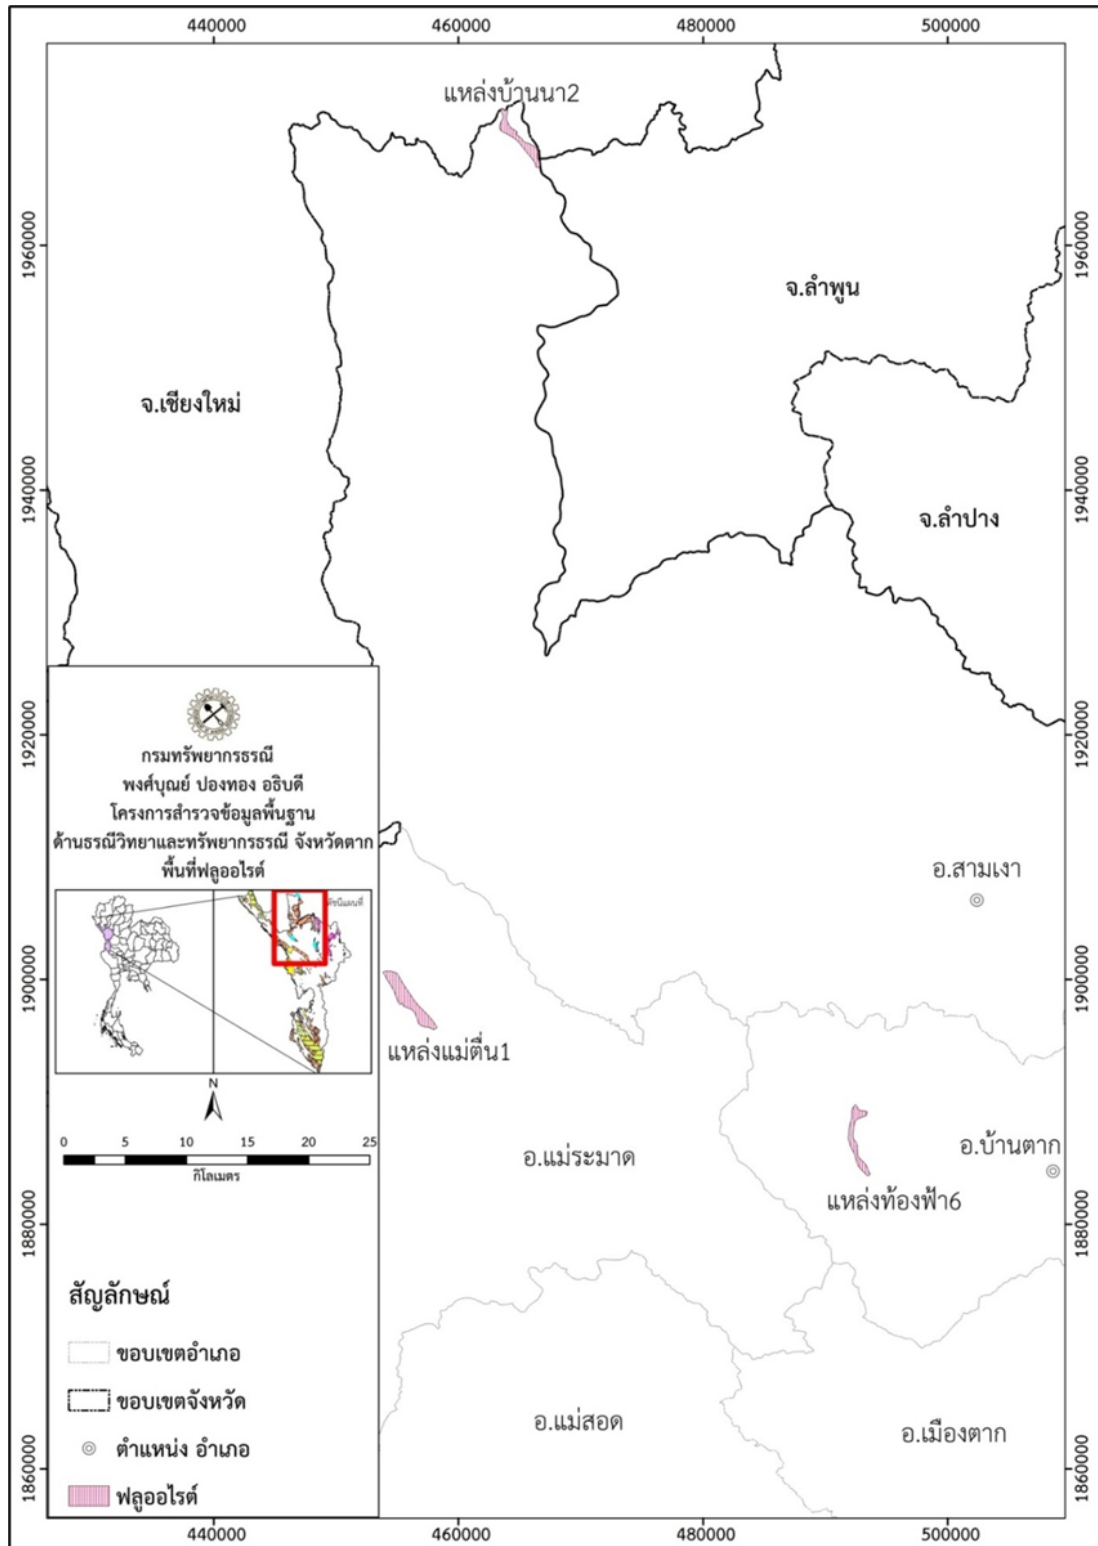 440000
460000
480000
500000
แหล่งบ้านนา2
1960000
1960000
จ.ลำพูน
จ.เชียงใหม่
1940000
1940000
จ.ลำปาง
กรมทรัพยากรธรณี
พงศ์บุณย์ ปองทอง อธิบดี
โครงการสำรวจข้อมูลพื้นฐาน
ด้านธรณีวิทยาและทรัพยากรธรณี จังหวัดตาก
พื้นที่ฟลูออไรต์
1920000
1920000
ดัชนีแผนที่
อ.สามเงา
1900000
1900000
แหล่งแม่ตื่น1
N
0 5 10 15 20 25
กิโลเมตร
อ.แม่ระมาด
อ.บ้านตาก
แหล่งท้องฟ้า6
1880000
1880000
สัญลักษณ์
ขอบเขตอำเภอ
ขอบเขตจังหวัด
ตำแหน่ง อำเภอ
ฟลูออไรต์
อ.แม่สอด
อ.เมืองตาก
1860000
1860000
440000
460000
480000
500000